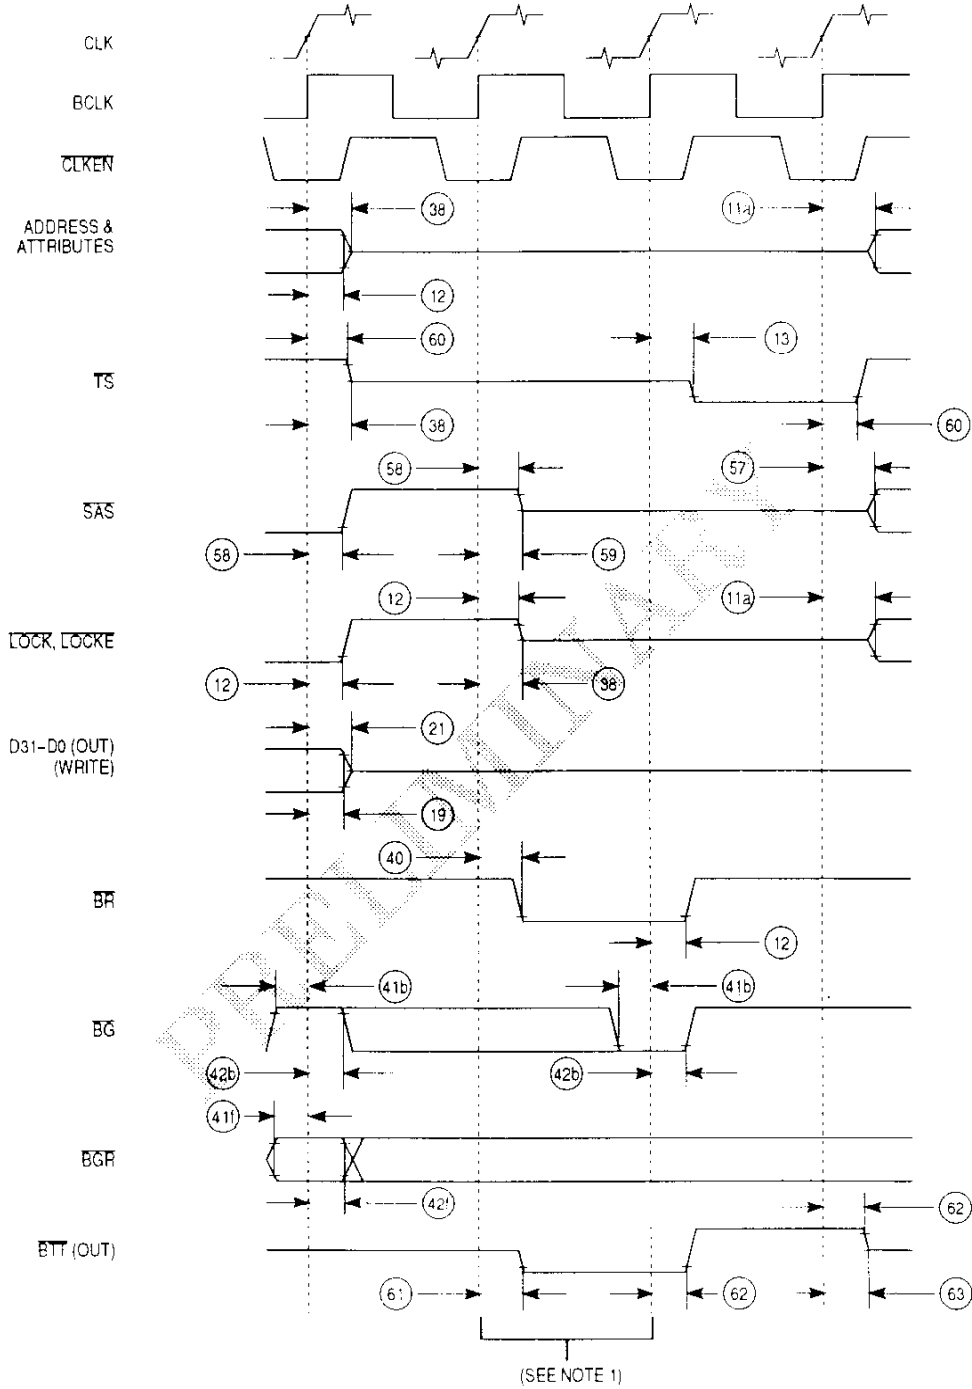 CLK
BCLK
CLKEN
38
11a
ADDRESS &
ATTRIBUTES
12
60
13
TS
38
60
58
57
SAS
58
59
12
11a
LOCK, LOCKE
12
38
21
D31–D0 (OUT)
(WRITE)
19
40
BR
12
41b
41b
BG
42b
42b
41f
BGR
42f
62
BTT (OUT)
61
62
63
(SEE NOTE 1)
PRELIMINARY